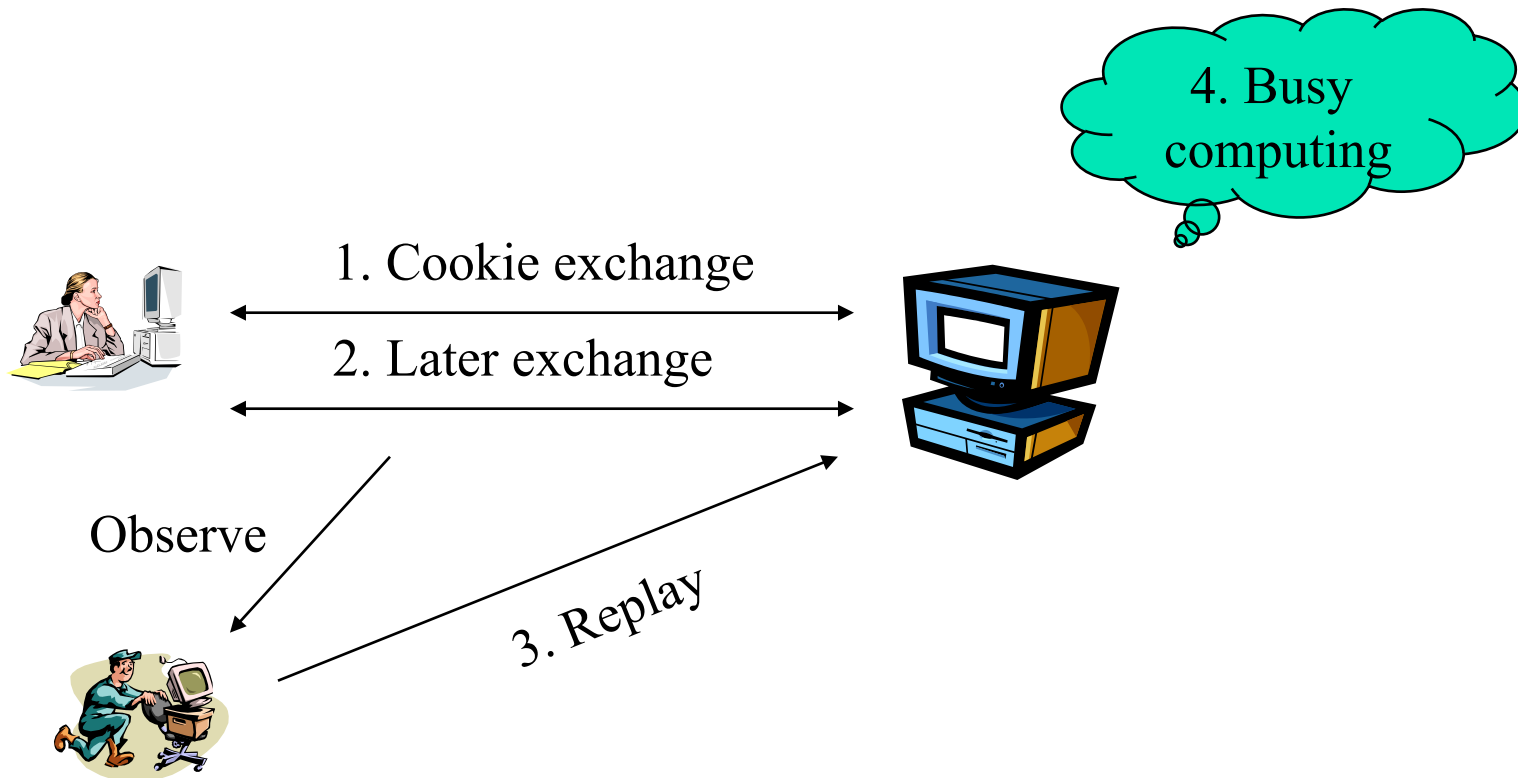 4. Busy
computing
1. Cookie exchange
2. Later exchange
Observe
3. Replay